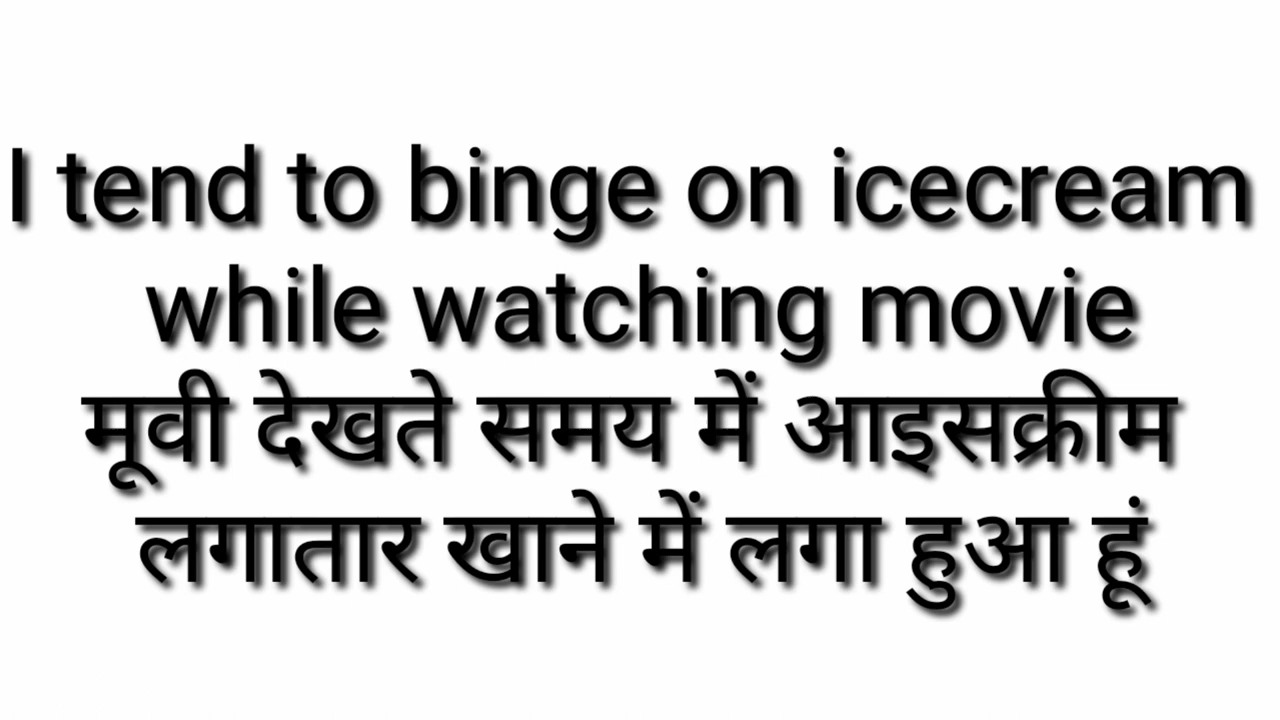 I tend to binge on icecream
while watching movie
मूवी देखते समय में आइसक्रीम
लगातार खाने में लगा हुआ हूं